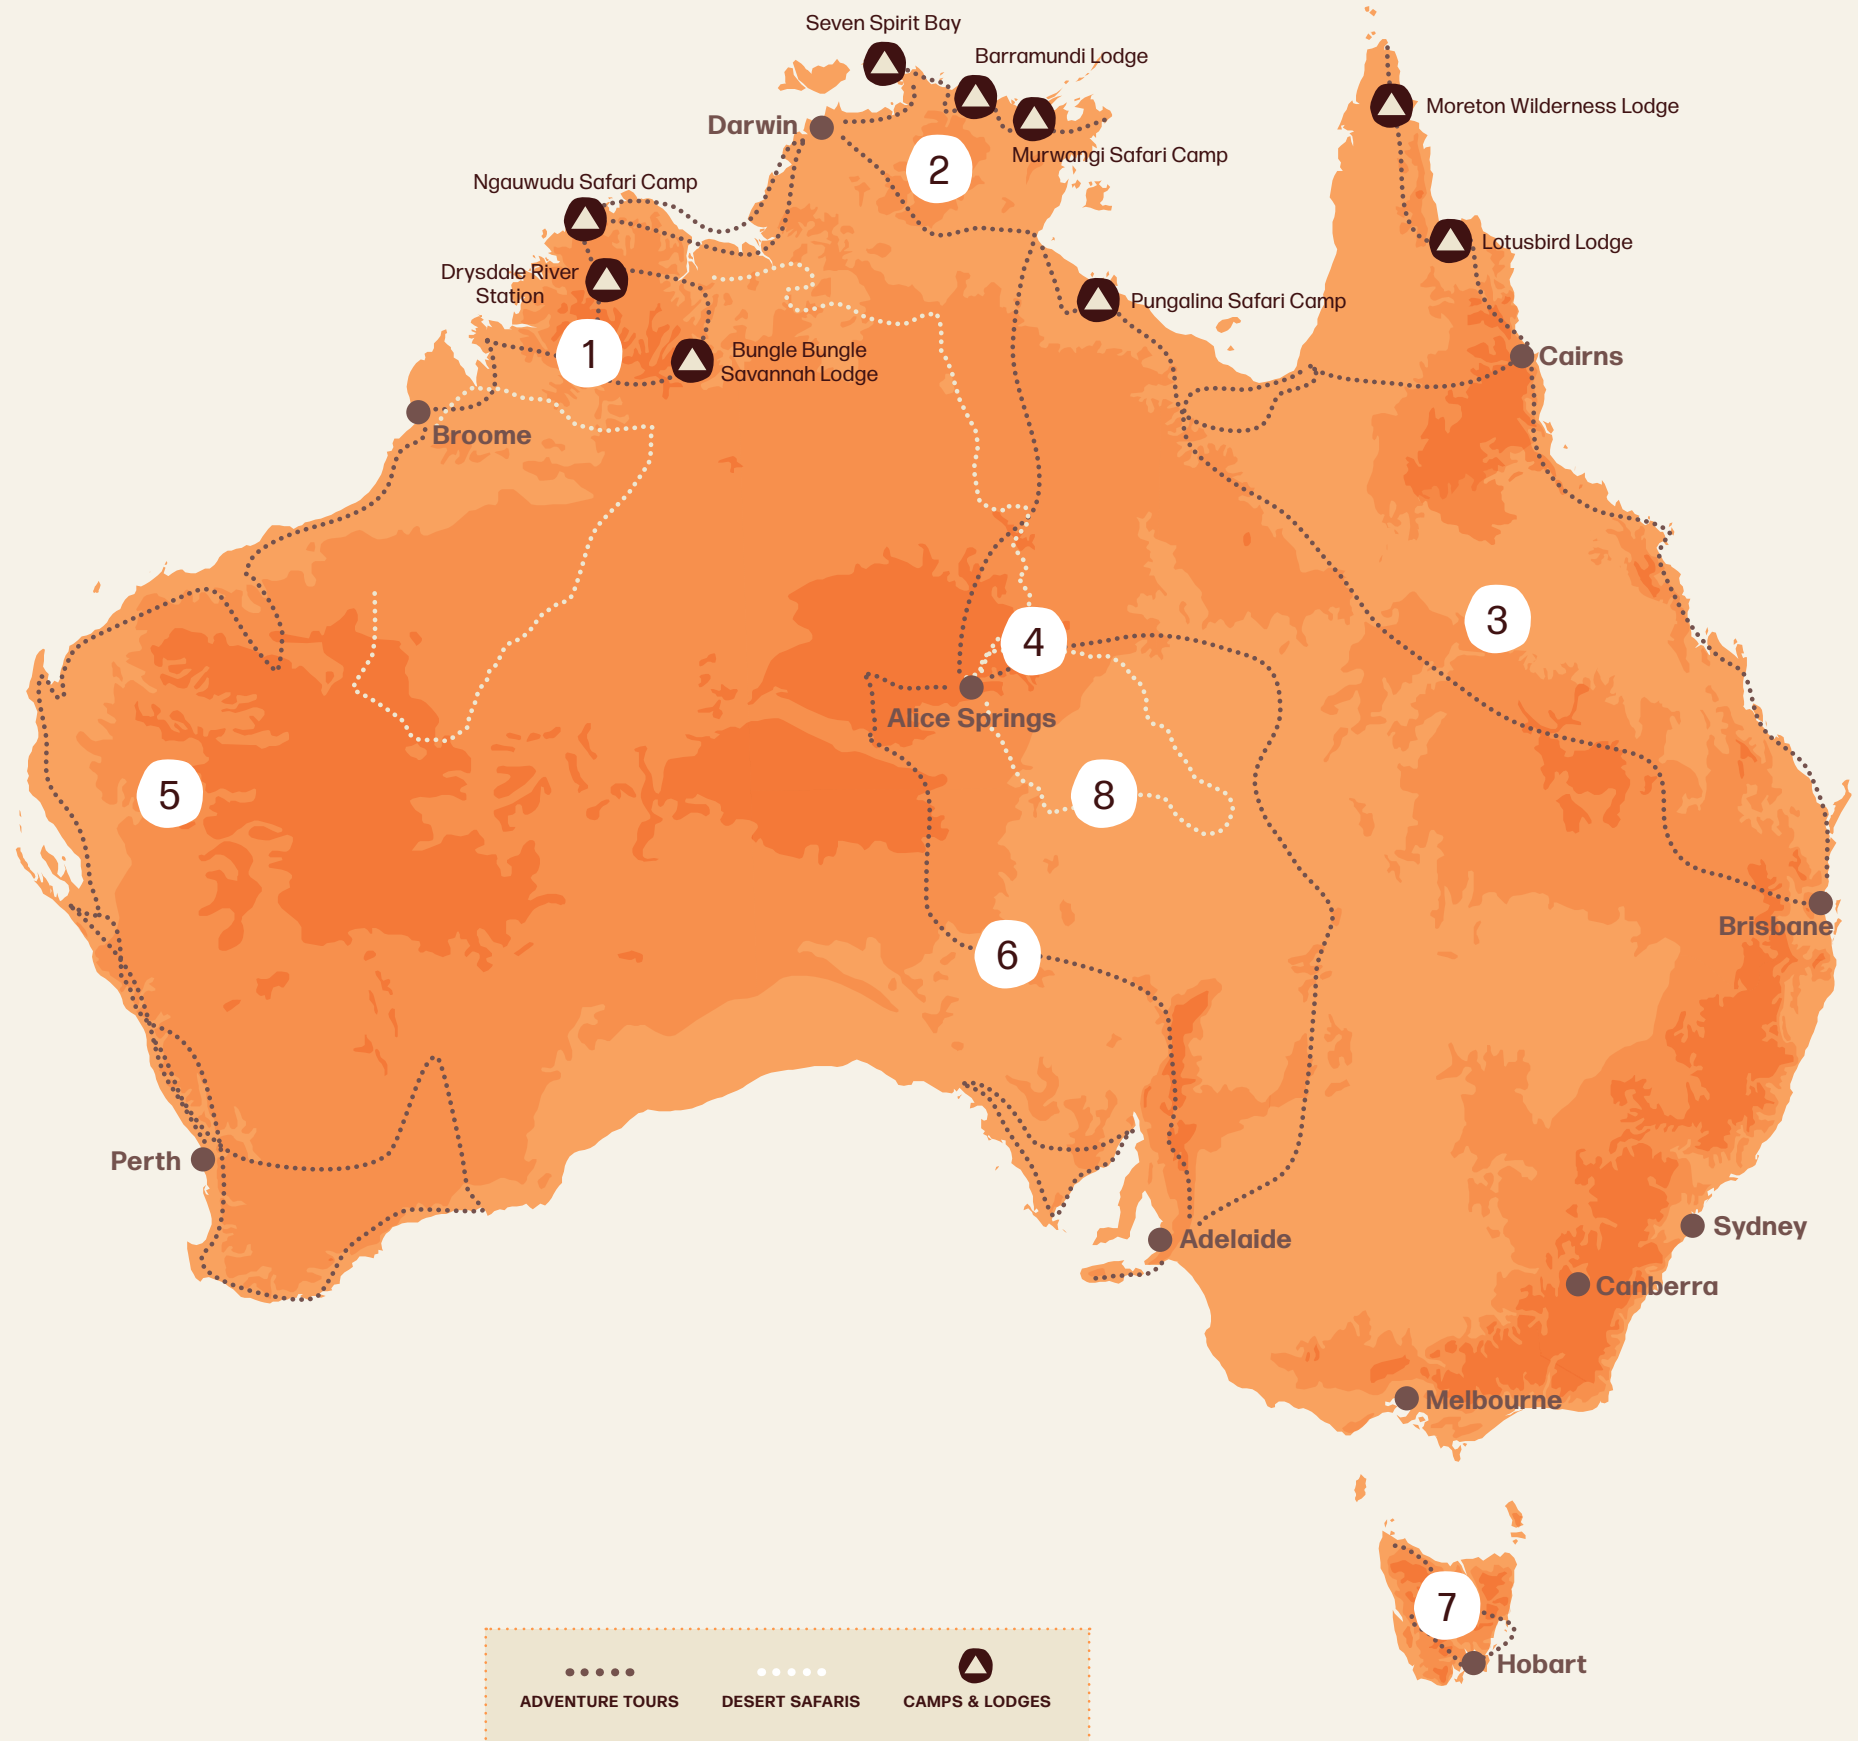 Seven Spirit Bay
Barramundi Lodge
Moreton Wilderness Lodge
Darwin
Murwangi Safari Camp
2
Ngauwudu Safari Camp
Lotusbird Lodge
Drysdale River
Station
Pungalina Safari Camp
1
Bungle Bungle
Savannah Lodge
Cairns
Broome
3
4
Alice Springs
5
8
Brisbane
6
Perth
Sydney
Adelaide
Canberra
Melbourne
7
Hobart
ADVENTURE TOURS
DESERT SAFARIS
CAMPS & LODGES